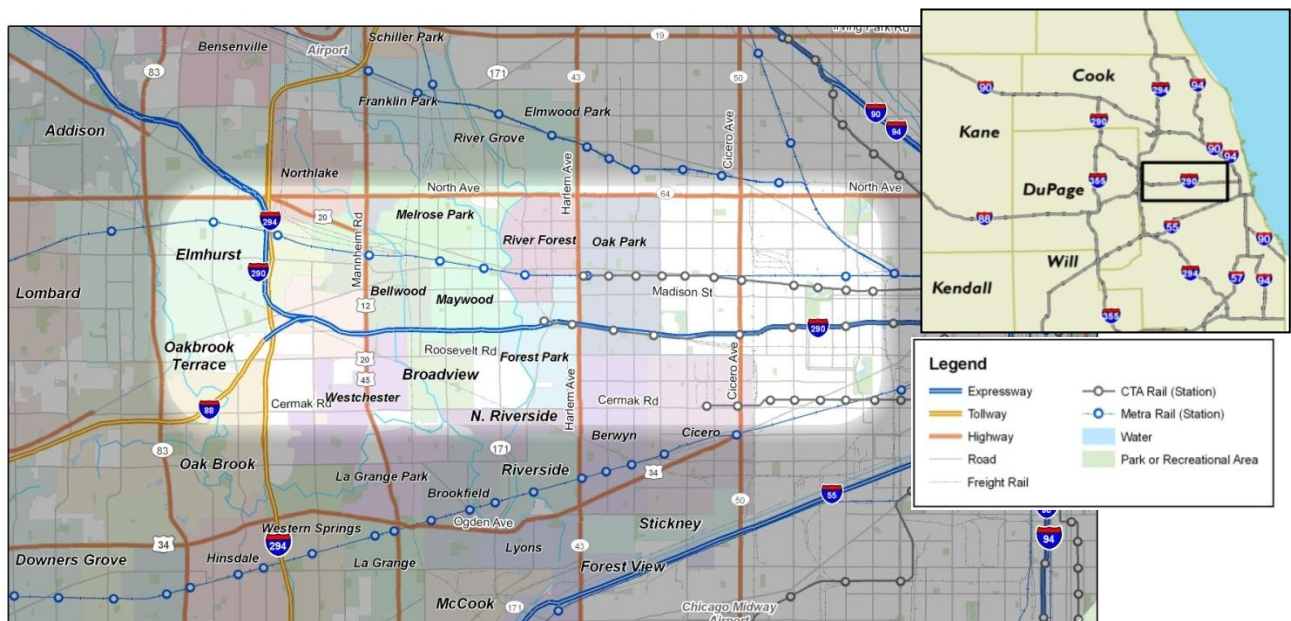 Bensenville
Airport
Schiller Park
19
Irving Park Rd
83
171
43
50
Franklin Park
Elmwood Park
90
94
Addison
River Grove
Cicero Ave
Northlake
Harlem Ave
North Ave
64
North Ave
294
20
Mannheim Rd
Melrose Park
River Forest
Oak Park
Elmhurst
290
Lombard
12
Bellwood
Maywood
Madison St
290
Oakbrook
Terrace
Roosevelt Rd
Forest Park
20
Broadview
45
88
Cermak Rd
Westchester
N. Riverside
Harlem Ave
Cermak Rd
Cicero Ave
Berwyn
Cicero
83
Oak Brook
171
Riverside
La Grange Park
34
Brookfield
50
55
Ogden Ave
Stickney
Western Springs
34
294
Downers Grove
Hinsdale
Lyons
43
La Grange
Forest View
94
McCook
171
Chicago Midway
Airport
Cook
90
294
94
Kane
290
90
94
DuPage
355
290
88
55
90
Will
294
57
94
Kendall
355
Legend
Expressway
Tollway
Highway
Road
Freight Rail
CTA Rail (Station)
Metra Rail (Station)
Water
Park or Recreational Area